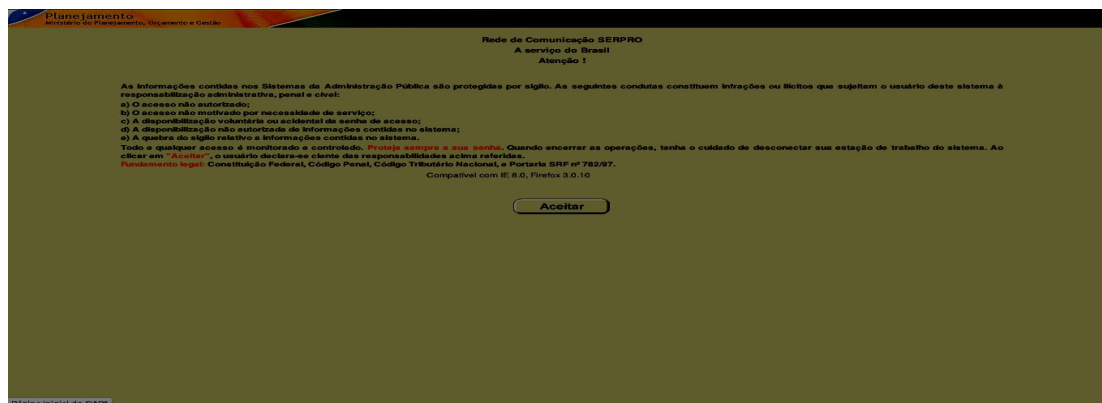 Planejamento
Ministério do Planejamento, Orçamento e Gestão
Rede de Comunicação SERPRO
A serviço do Brasil
Atenção !
As informações contidas nos Sistemas da Administração Pública são protegidas por sigilo. As seguintes condutas constituem infrações ou ilícitos que sujeitam o usuário deste sistema à
responsabilização administrativa, penal e cível:
a) O acesso não autorizado;
b) O acesso não motivado por necessidade de serviço;
c) A disponibilização voluntária ou acidental da senha de acesso;
d) A disponibilização não autorizada de informações contidas no sistema;
e) A quebra do sigilo relativo a informações contidas no sistema.
Todo e qualquer acesso é monitorado e controlado. Proteja sempre a sua senha. Quando encerrar as operações, tenha o cuidado de desconectar sua estação de trabalho do sistema. Ao
clicar em "Aceitar", o usuário declara-se ciente das responsabilidades acima referidas.
Fundamento legal: Constituição Federal, Código Penal, Código Tributário Nacional, e Portaria SRF nº 782/97.
Compatível com IE 8.0, Firefox 3.0.10
Aceitar